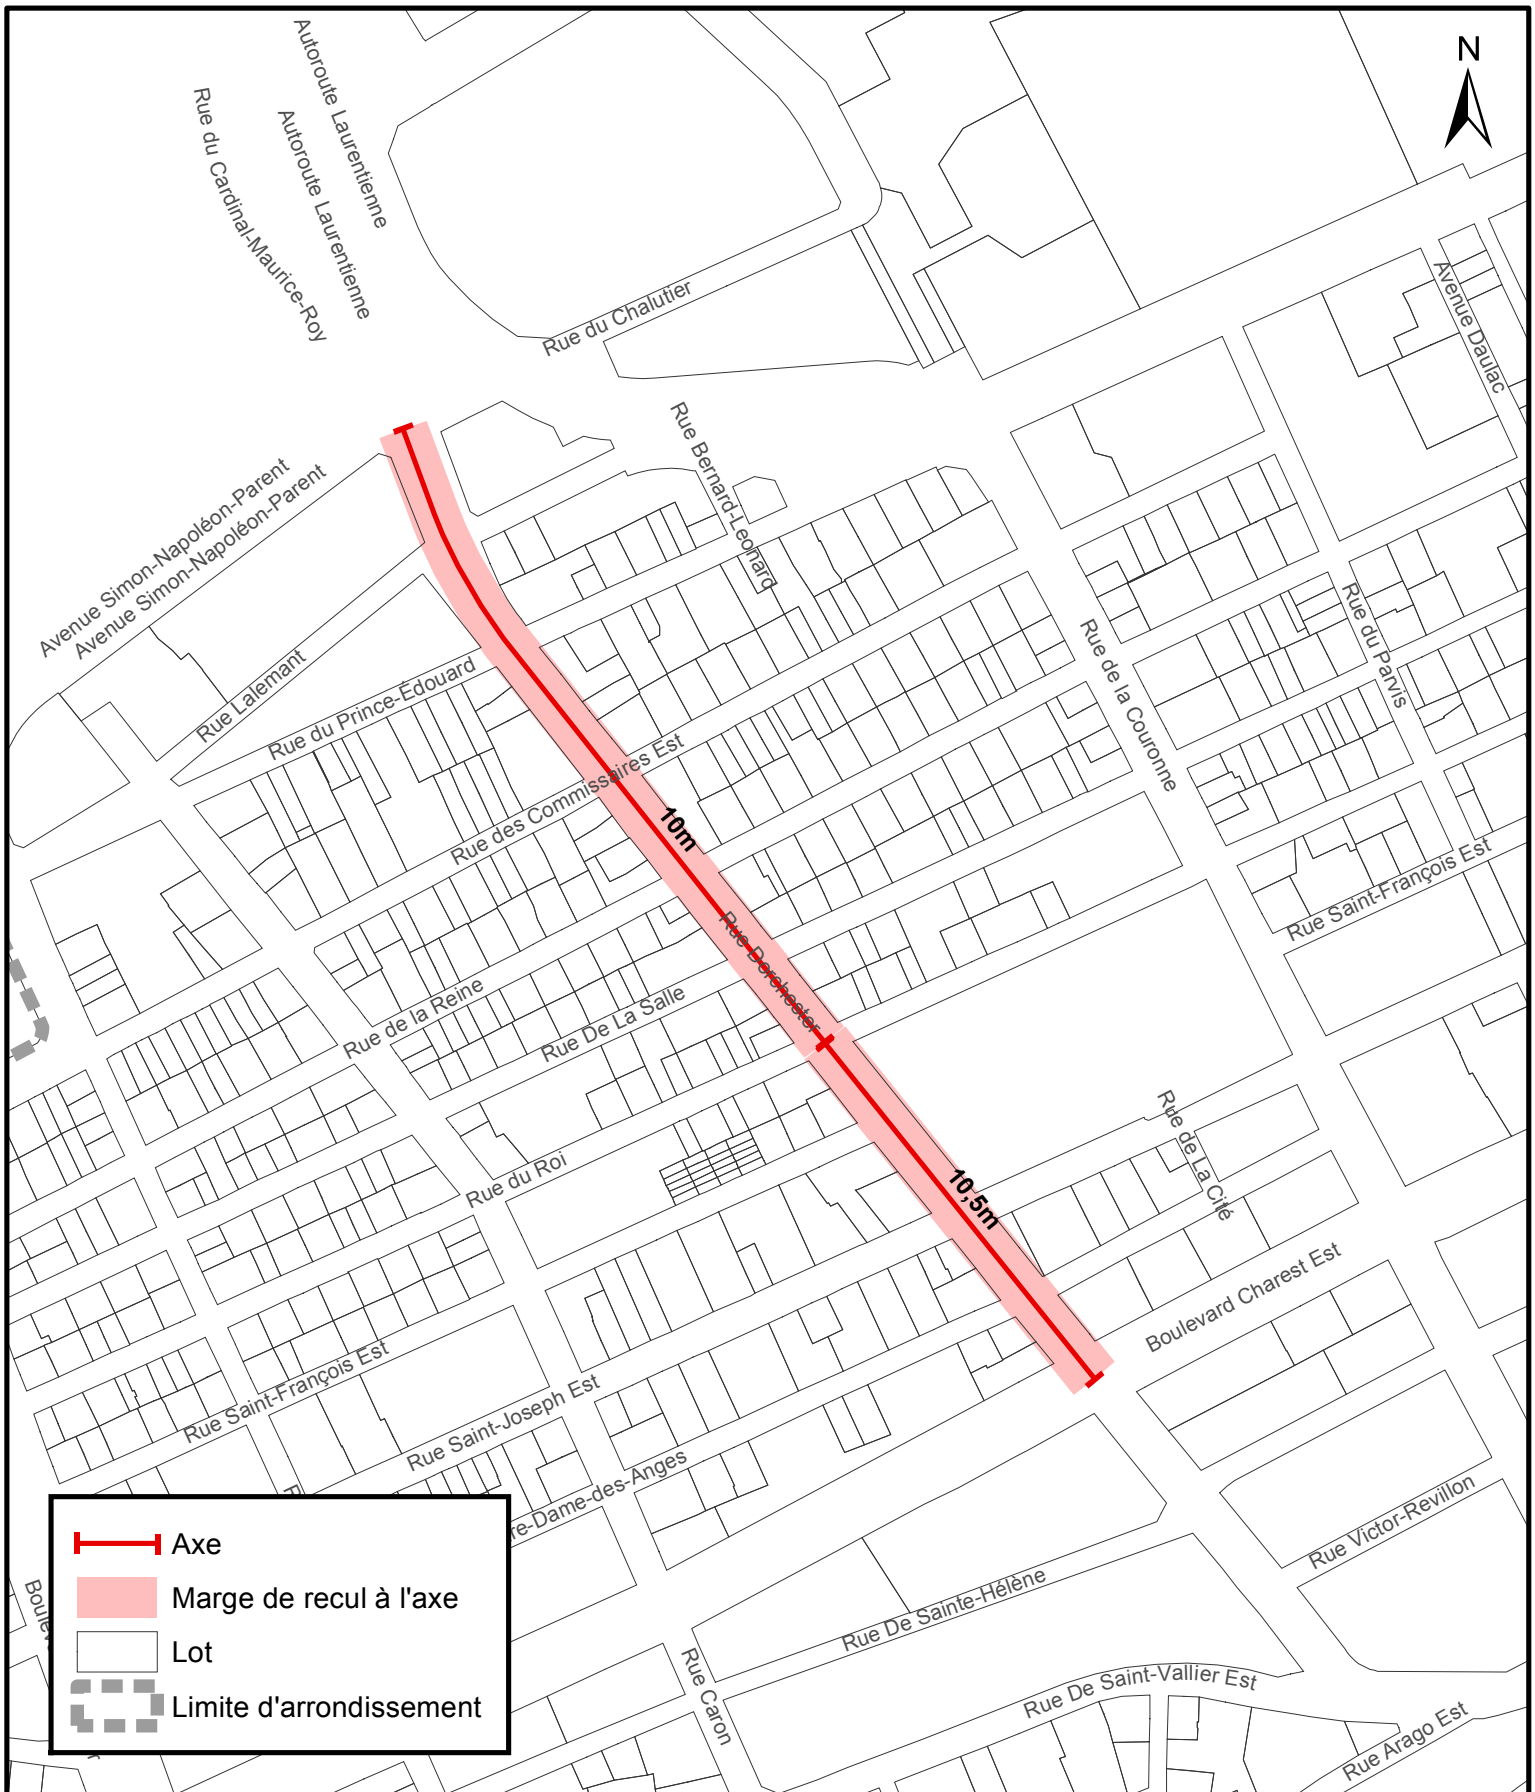 N
Autoroute Laurentienne
Autoroute Laurentienne
Rue du Cardinal-Maurice-Roy
Rue du Chalutier
Avenue Daulac
Rue Bernard-Leonard
Avenue Simon-Napoléon-Parent
Avenue Simon-Napoléon-Parent
Rue Lalemant
Rue du Prince-Édouard
Rue du Parvis
Rue de la Couronne
Rue des Commissaires Est
10m
Rue Saint-François Est
Rue Dorchester
Rue de la Reine
Rue De La Salle
Rue du Roi
Rue de La Cité
10,5m
Boulevard Charest Est
Rue Saint-François Est
Rue Saint-Joseph Est
re-Dame-des-Anges
Rue Victor-Revillon
Rue De Sainte-Hélène
Rue Caron
Rue De Saint-Vallier Est
Rue Arago Est
Axe
Marge de recul à l'axe
Lot
Limite d'arrondissement